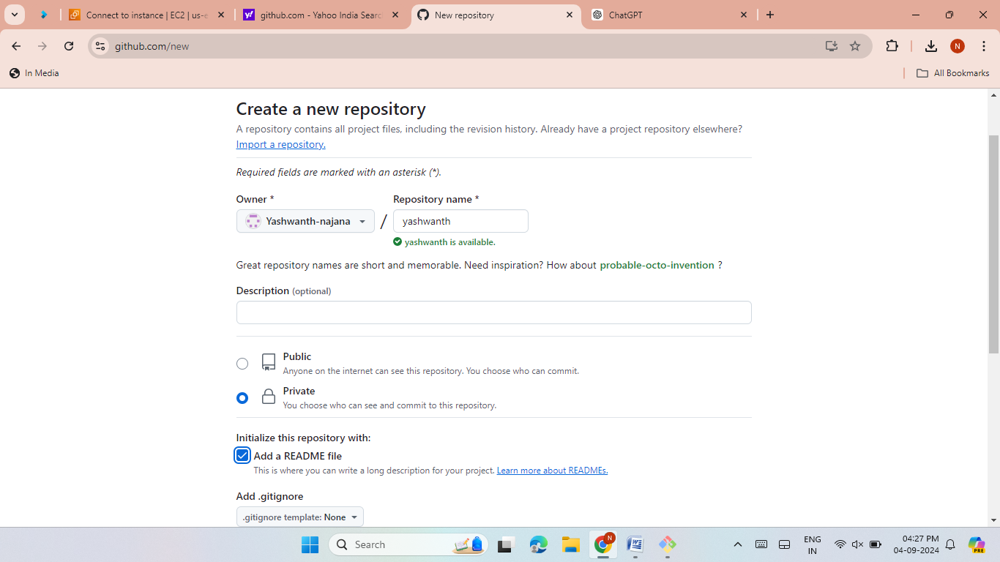 Connect to instance | EC2 | us-e
github.com - Yahoo India Searc
New repository
ChatGPT
github.com/new
N
In Media
All Bookmarks
Create a new repository
A repository contains all project files, including the revision history. Already have a project repository elsewhere?
Import a repository.
Required fields are marked with an asterisk (*).
Owner *
Repository name *
Yashwanth-najana
/
yashwanth
yashwanth is available.
Great repository names are short and memorable. Need inspiration? How about probable-octo-invention ?
Description (optional)
Public
Anyone on the internet can see this repository. You choose who can commit.
Private
You choose who can see and commit to this repository.
Initialize this repository with:
Add a README file
This is where you can write a long description for your project. Learn more about READMEs.
Add .gitignore
.gitignore template: None
Search
N
ENG
IN
04:27 PM
04-09-2024
PRE